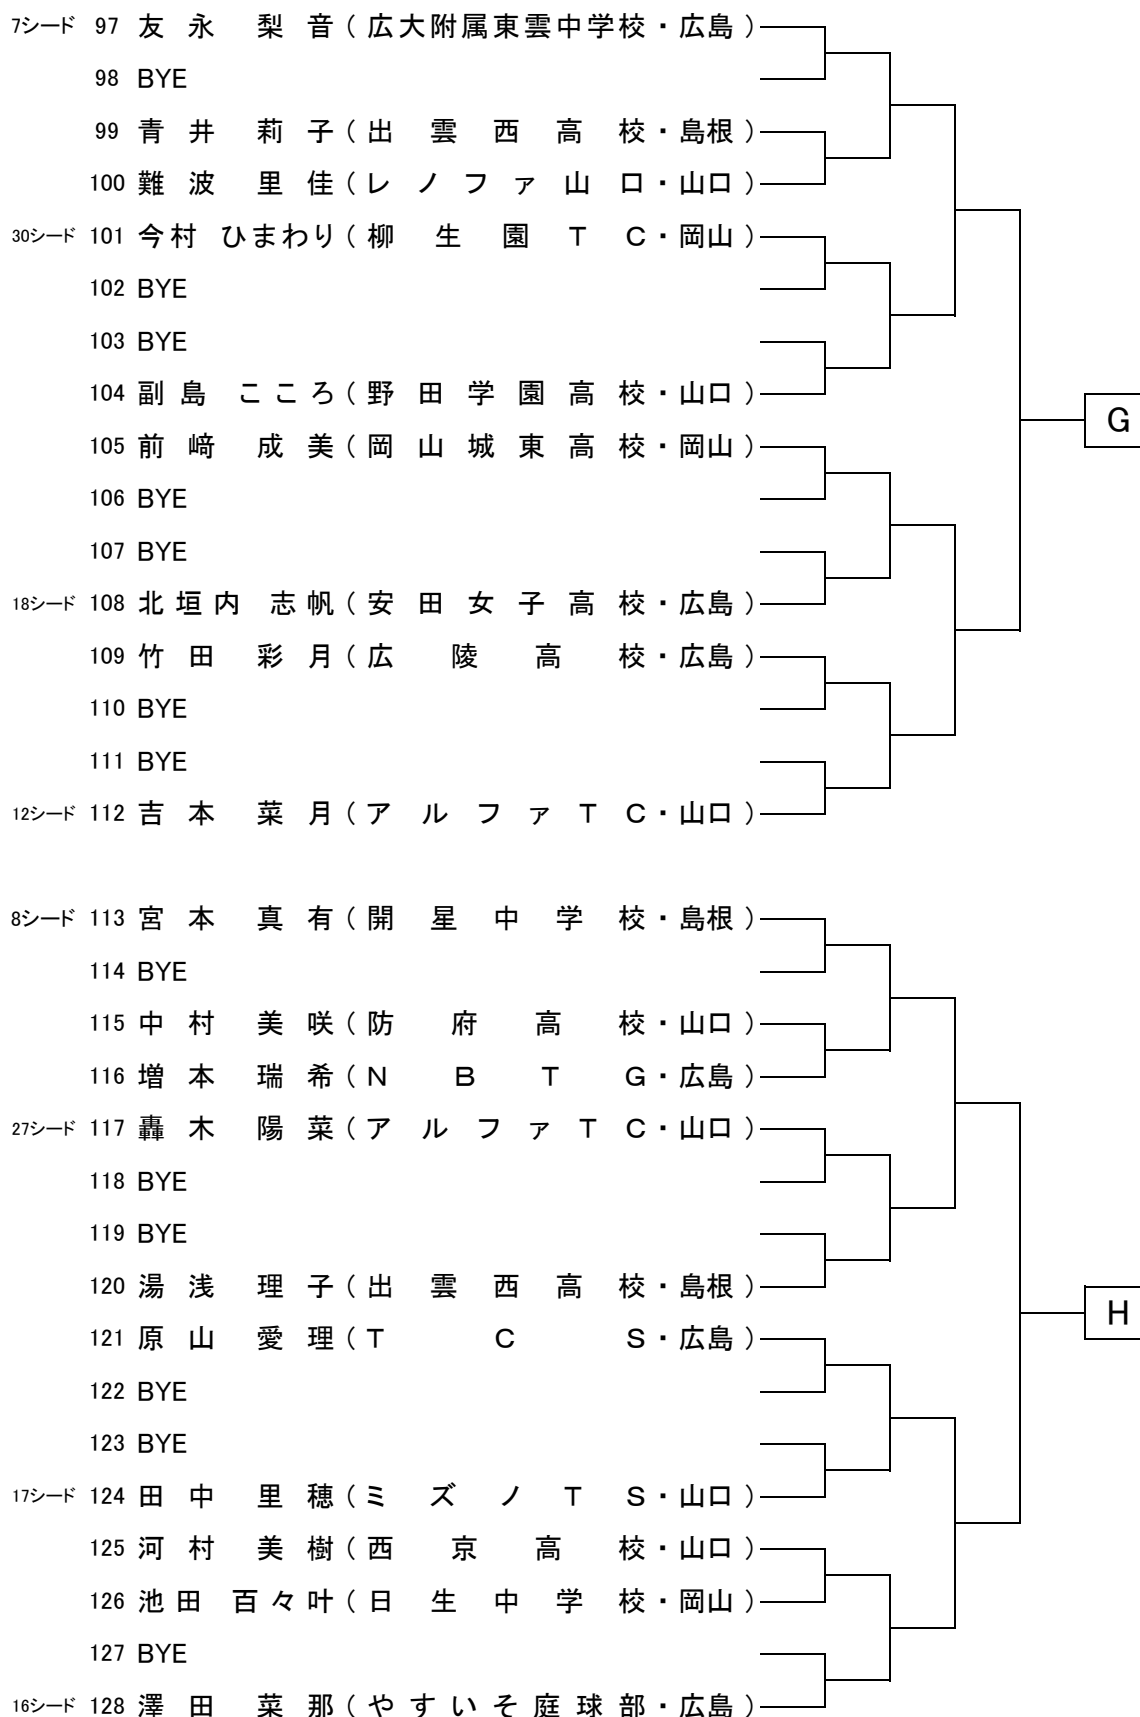 7シード 97 友永 梨音(広大附属東雲中学校・広島)
98 BYE
99 青井 莉子(出雲西高校・島根)
100 難波 里佳(レノファ山口・山口)
30シード 101 今村 ひまわり(柳生園TC・岡山)
102 BYE
103 BYE
104 副島 こころ(野田学園高校・山口)
G
105 前﨑 成美(岡山城東高校・岡山)
106 BYE
107 BYE
18シード 108 北垣内 志帆(安田女子高校・広島)
109 竹田 彩月(広陵高校・広島)
110 BYE
111 BYE
12シード 112 吉本 菜月(アルファTC・山口)
8シード 113 宮本 真有(開星中学校・島根)
114 BYE
115 中村 美咲(防府高校・山口)
116 増本 瑞希(NBTG・広島)
27シード 117 轟木 陽菜(アルファTC・山口)
118 BYE
119 BYE
120 湯浅 理子(出雲西高校・島根)
H
121 原山 愛理(TCS・広島)
122 BYE
123 BYE
17シード 124 田中 里穂(ミズノTS・山口)
125 河村 美樹(西京高校・山口)
126 池田 百々叶(日生中学校・岡山)
127 BYE
16シード 128 澤田 菜那(やすいそ庭球部・広島)